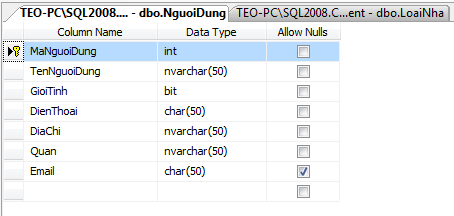 TEO-PC\SQL2008.... - dbo.NguoiDung TEO-PC\SQL2008.C...ent - dbo.LoaiNha
Column Name Data Type Allow Nulls
MaNguoiDung int
TenNguoiDung nvarchar(50)
GioiTinh bit
DienThoai char(50)
DiaChi nvarchar(50)
Quan nvarchar(50)
Email char(50)